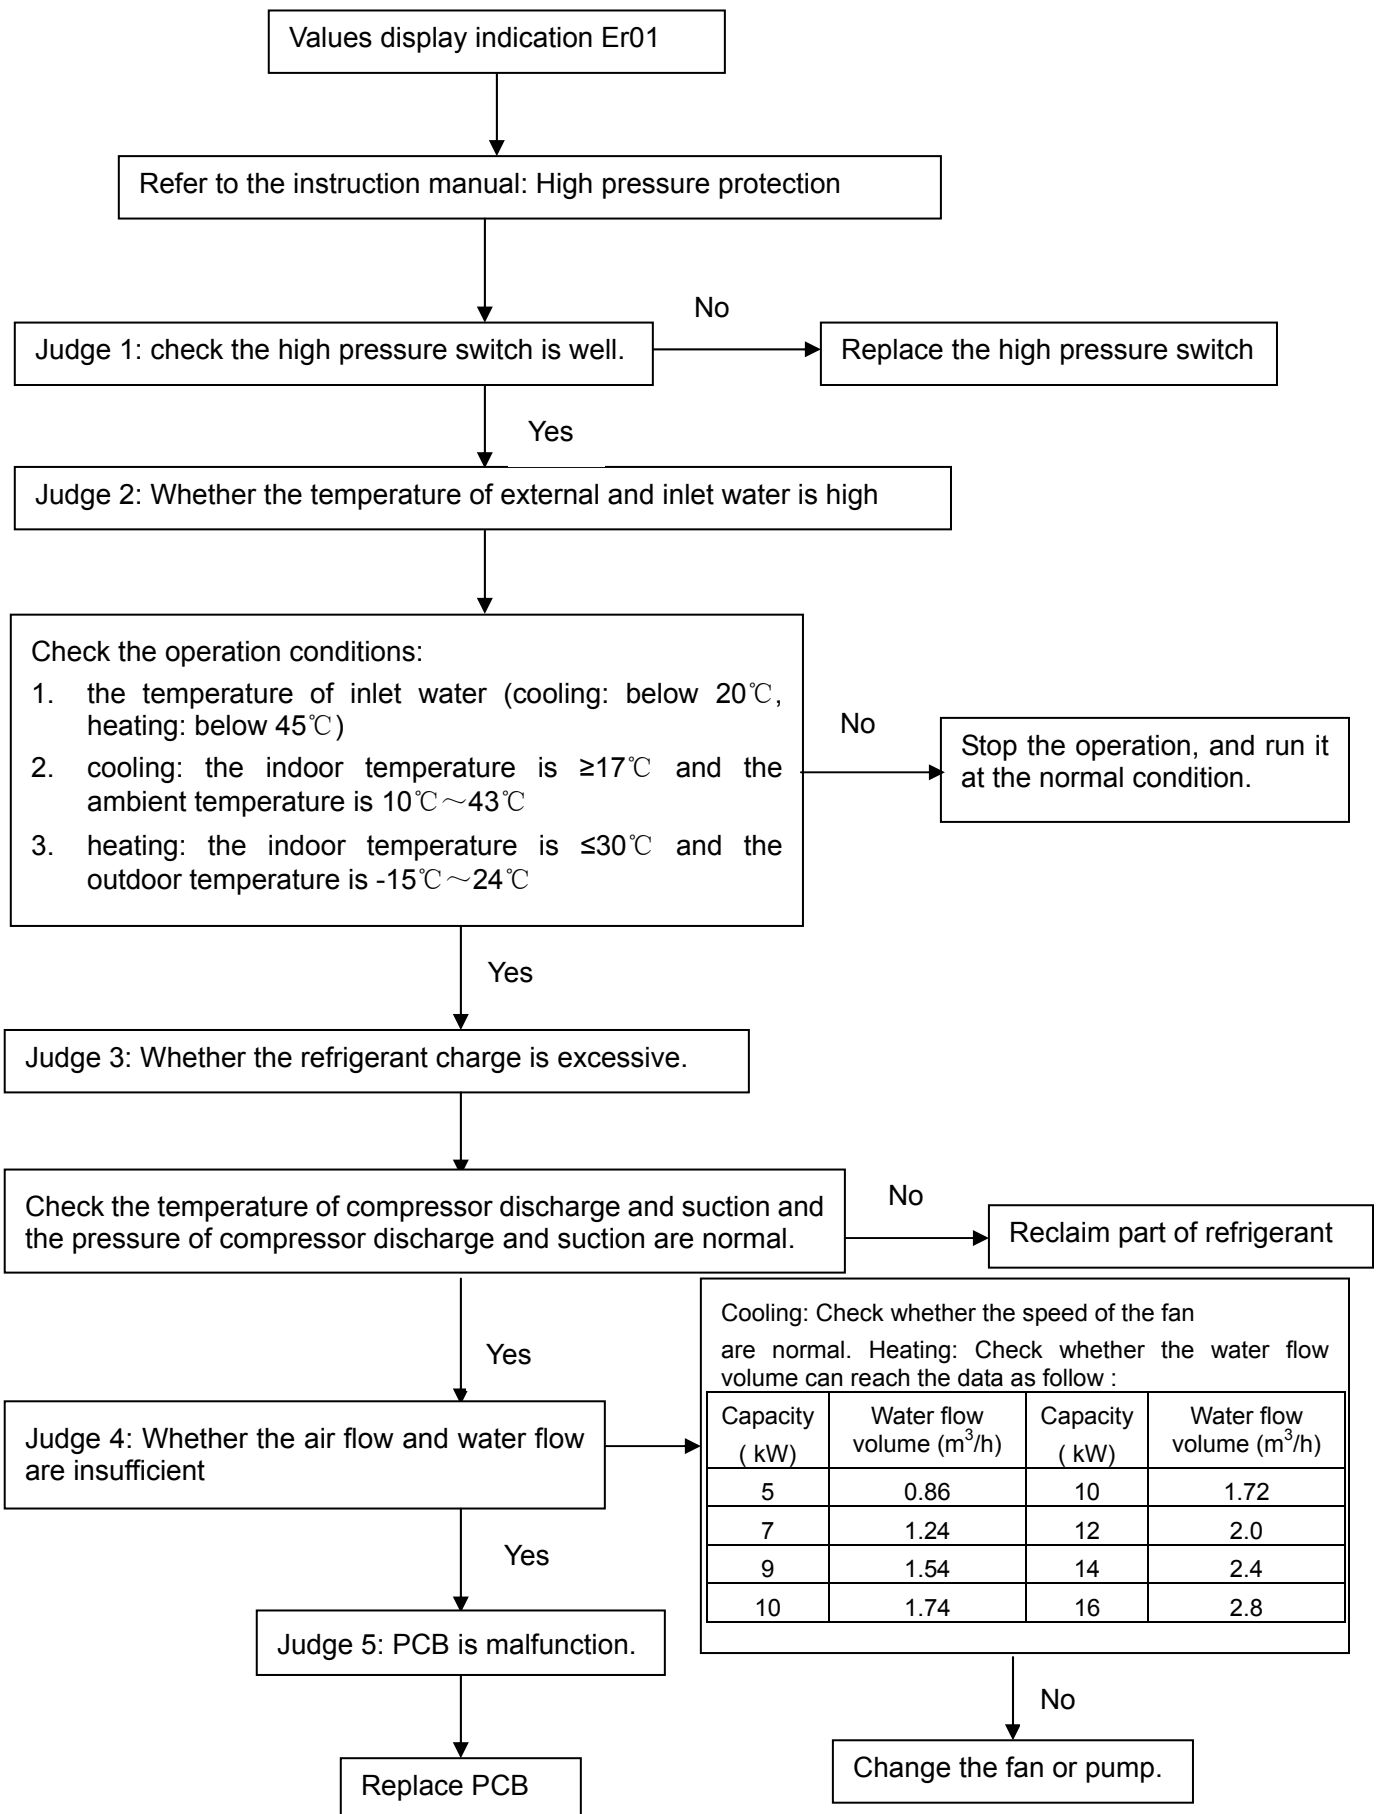 Values display indication Er01
Refer to the instruction manual: High pressure protection
No
Judge 1: check the high pressure switch is well.
Replace the high pressure switch
Yes
Judge 2: Whether the temperature of external and inlet water is high
Check the operation conditions:
1. the temperature of inlet water (cooling: below 20℃,
heating: below 45℃)
2. cooling: the indoor temperature is ≥17℃ and the
ambient temperature is 10℃～43℃
3. heating: the indoor temperature is ≤30℃ and the
outdoor temperature is -15℃～24℃
No
Stop the operation, and run it
at the normal condition.
Yes
Judge 3: Whether the refrigerant charge is excessive.
Check the temperature of compressor discharge and suction and
the pressure of compressor discharge and suction are normal.
No
Reclaim part of refrigerant
Yes
Judge 4: Whether the air flow and water flow
are insufficient
Cooling: Check whether the speed of the fan
are normal. Heating: Check whether the water flow
volume can reach the data as follow :
Capacity ( kW) Water flow volume (m³/h) Capacity ( kW) Water flow volume (m³/h)
5 0.86 10 1.72
7 1.24 12 2.0
9 1.54 14 2.4
10 1.74 16 2.8
Yes
Judge 5: PCB is malfunction.
No
Replace PCB
Change the fan or pump.